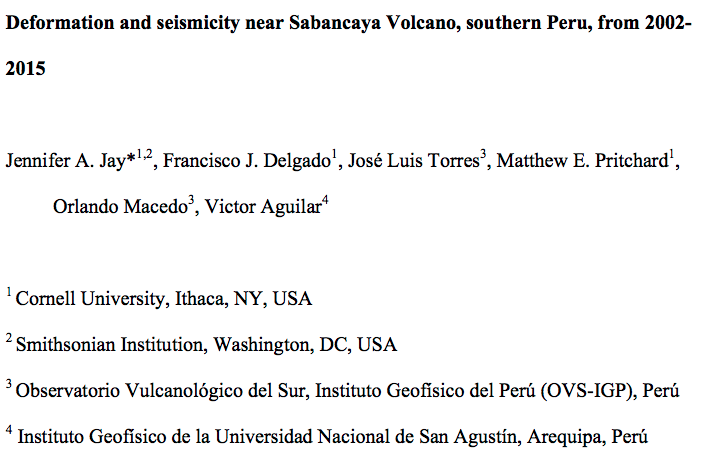 Deformation and seismicity near Sabancaya Volcano, southern Peru, from 2002-
2015
Jennifer A. Jay*1,2, Francisco J. Delgado1, José Luis Torres3, Matthew E. Pritchard1,
Orlando Macedo3, Victor Aguilar4
1 Cornell University, Ithaca, NY, USA
2 Smithsonian Institution, Washington, DC, USA
3 Observatorio Vulcanológico del Sur, Instituto Geofísico del Perú (OVS-IGP), Perú
4 Instituto Geofísico de la Universidad Nacional de San Agustín, Arequipa, Perú